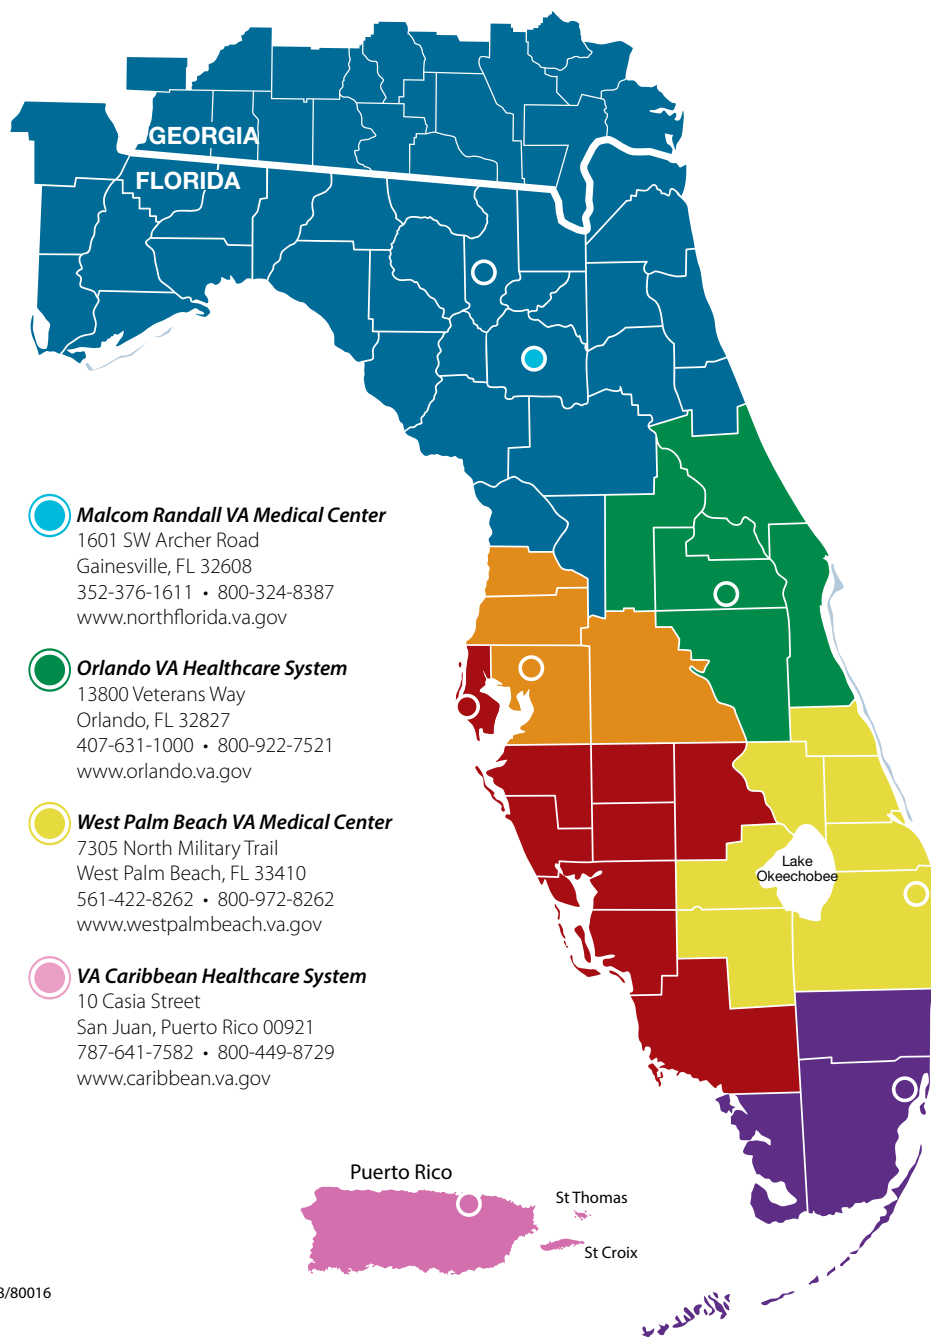 GEORGIA
FLORIDA
Malcom Randall VA Medical Center
1601 SW Archer Road
Gainesville, FL 32608
352-376-1611 • 800-324-8387
www.northflorida.va.gov
Orlando VA Healthcare System
13800 Veterans Way
Orlando, FL 32827
407-631-1000 • 800-922-7521
www.orlando.va.gov
West Palm Beach VA Medical Center
7305 North Military Trail
West Palm Beach, FL 33410
561-422-8262 • 800-972-8262
www.westpalmbeach.va.gov
Lake
Okeechobee
VA Caribbean Healthcare System
10 Casia Street
San Juan, Puerto Rico 00921
787-641-7582 • 800-449-8729
www.caribbean.va.gov
Puerto Rico
St Thomas
St Croix
/80016